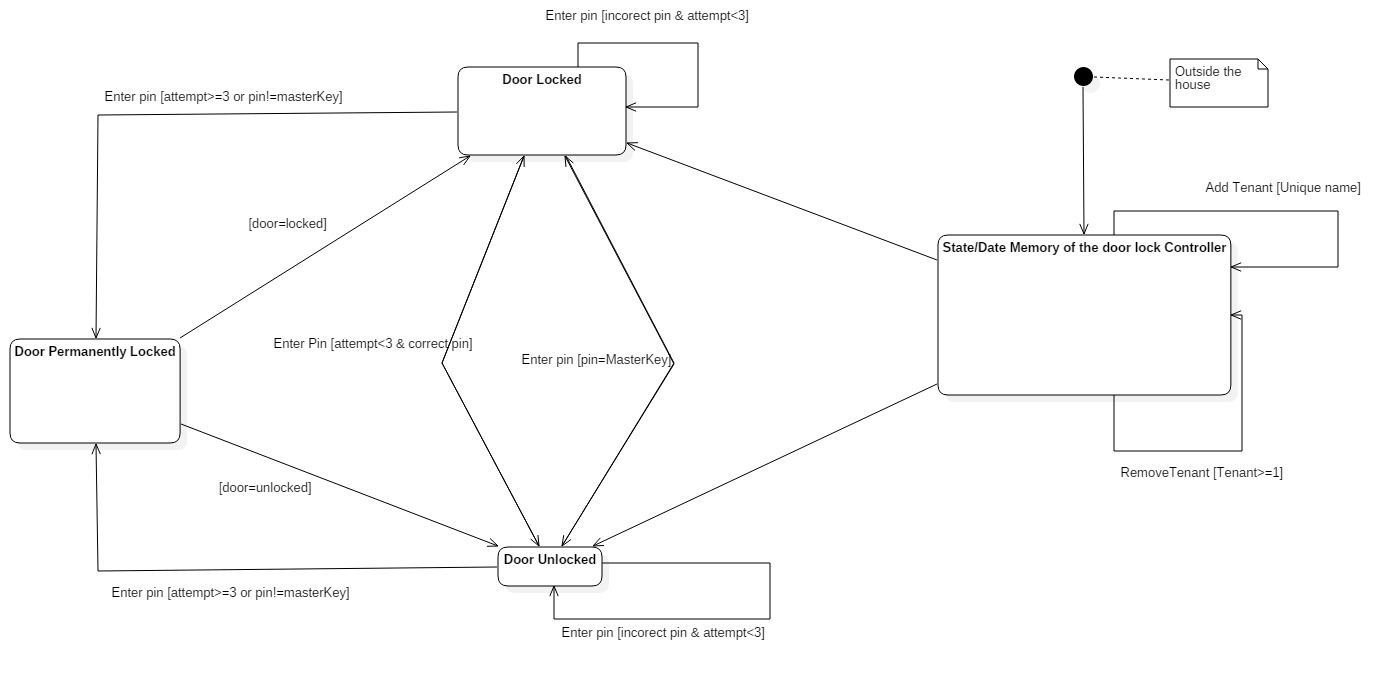 Enter pin [incorect pin & attempt<3]
Door Locked
Outside the
house
Enter pin [attempt>=3 or pin!=masterKey]
Add Tenant [Unique name]
[door=locked]
State/Date Memory of the door lock Controller
Enter Pin [attempt<3 & correct pin]
Enter pin [pin=MasterKey]
Door Permanently Locked
RemoveTenant [Tenant>=1]
[door=unlocked]
Door Unlocked
Enter pin [attempt>=3 or pin!=masterKey]
Enter pin [incorect pin & attempt<3]